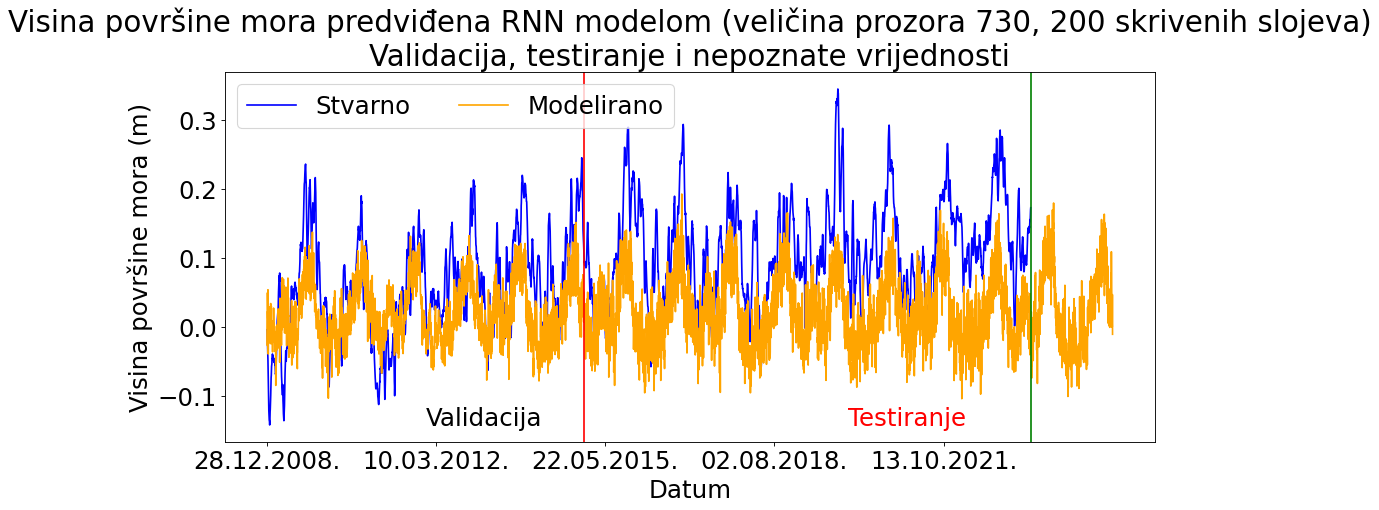 Visina površine mora predviđena RNN modelom (veličina prozora 730, 200 skrivenih slojeva)
Validacija, testiranje i nepoznate vrijednosti
Stvarno
Modelirano
Visina površine mora (m)
0.3
0.2
0.1
0.0
−0.1
Validacija
Testiranje
28.12.2008.
10.03.2012.
22.05.2015.
02.08.2018.
13.10.2021.
Datum